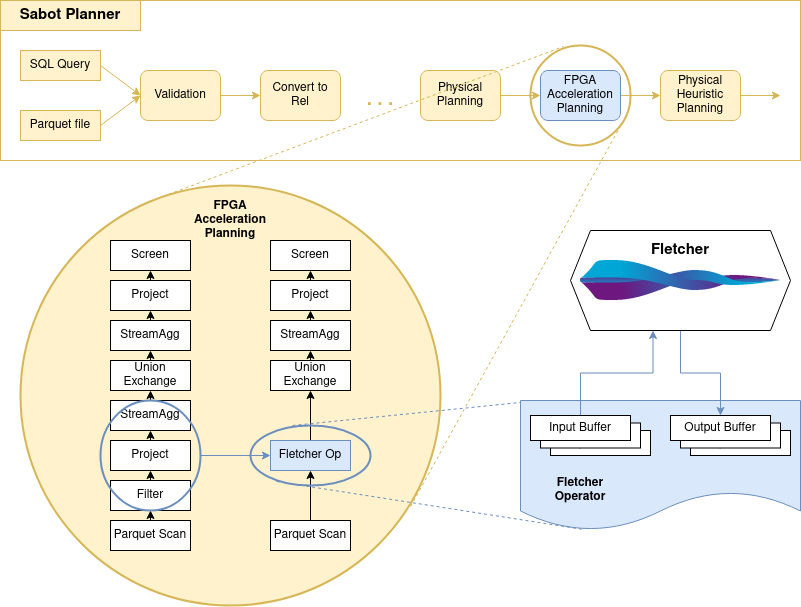 Sabot Planner
SQL Query
Parquet file
Validation
Convert to
Rel
. . .
Physical
Planning
FPGA
Acceleration
Planning
Physical
Heuristic
Planning
FPGA
Acceleration
Planning
Screen
Project
StreamAgg
Union
Exchange
StreamAgg
Project
Filter
Parquet Scan
Screen
Project
StreamAgg
Union
Exchange
Fletcher Op
Parquet Scan
Fletcher
Input Buffer
Output Buffer
Fletcher
Operator